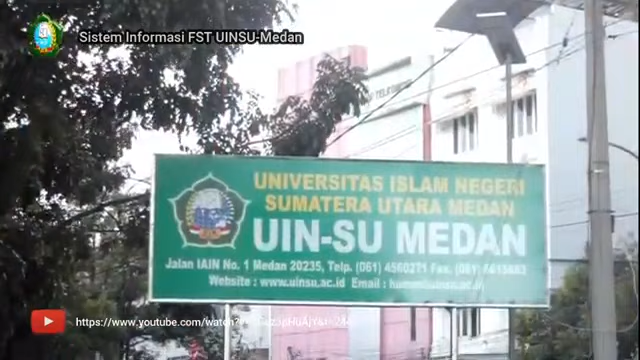 Sistem Informasi FST UINSU-Medan
UNIVERSITAS ISLAM NEGERI
SUMATERA UTARA MEDAN
UIN-SU MEDAN
Jalan IAIN No. 1 Medan 20235, Telp. (061) 4560271 Fax. (061)
Website : www.uinsu.ac.id Email :